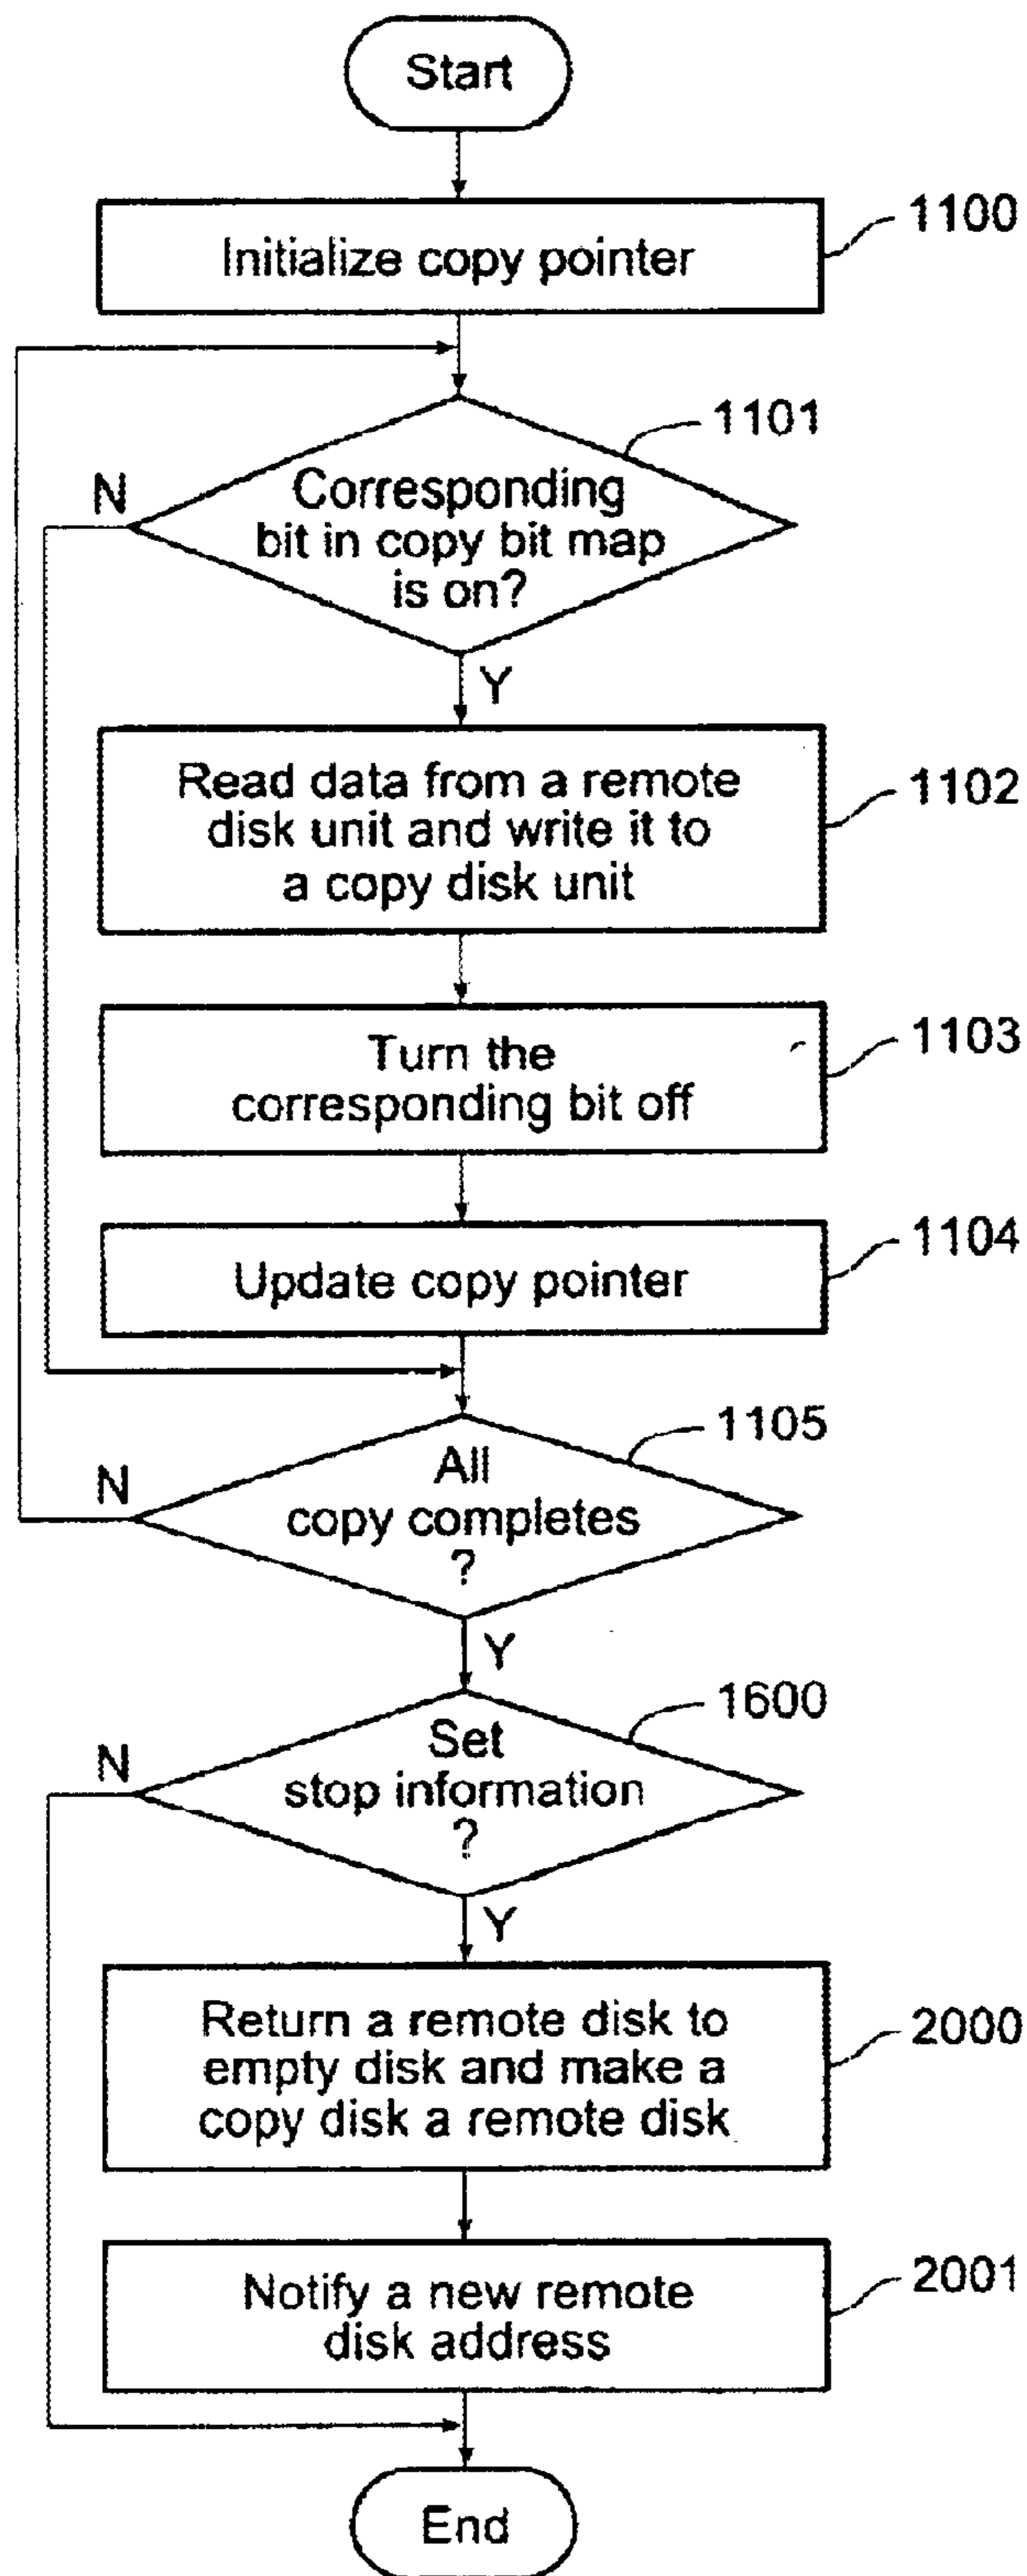 Start
1100
Initialize copy pointer
1101
N
Corresponding
bit in copy bit map
is on?
Y
Read data from a remote
disk unit and write it to
a copy disk unit
1102
Turn the
corresponding bit off
1103
Update copy pointer
1104
1105
N
All
copy completes
?
Y
1600
N
Set
stop information
?
Y
Return a remote disk to
empty disk and make a
copy disk a remote disk
2000
Notify a new remote
disk address
2001
End